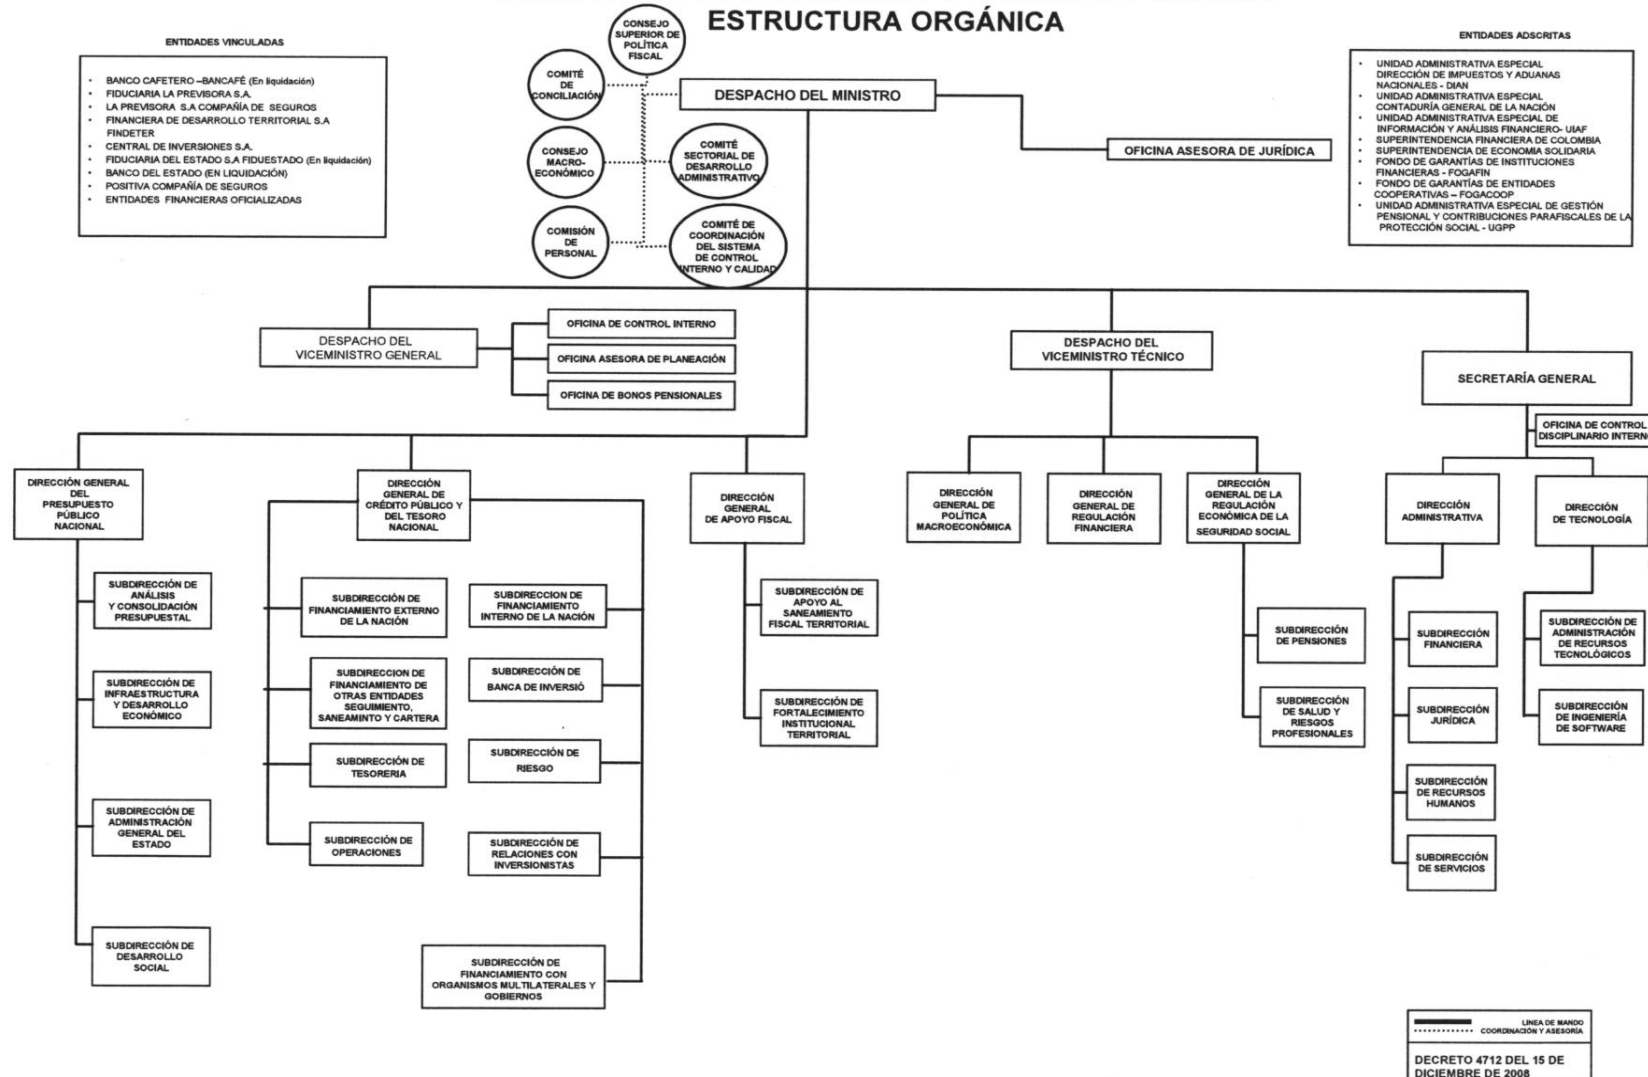 ESTRUCTURA ORGÁNICA
ENTIDADES VINCULADAS
• BANCO CAFETERO –BANCAFÉ (En liquidación)
• FIDUCIARIA LA PREVISORA S.A.
• LA PREVISORA S.A COMPAÑÍA DE SEGUROS
• FINANCIERA DE DESARROLLO TERRITORIAL S.A
FINDETER
• CENTRAL DE INVERSIONES S.A.
• FIDUCIARIA DEL ESTADO S.A FIDUESTADO (En liquidación)
• BANCO DEL ESTADO (EN LIQUIDACIÓN)
• POSITIVA COMPAÑÍA DE SEGUROS
• ENTIDADES FINANCIERAS OFICIALIZADAS
CONSEJO
SUPERIOR DE
POLÍTICA
FISCAL
COMITÉ
DE
CONCILIACIÓN
CONSEJO
MACRO-
ECONÓMICO
COMISIÓN
DE
PERSONAL
COMITÉ
SECTORIAL DE
DESARROLLO
ADMINISTRATIVO
COMITÉ DE
COORDINACIÓN
DEL SISTEMA
DE CONTROL
INTERNO Y CALIDAD
DESPACHO DEL MINISTRO
OFICINA ASESORA DE JURÍDICA
ENTIDADES ADSCRITAS
• UNIDAD ADMINISTRATIVA ESPECIAL
DIRECCIÓN DE IMPUESTOS Y ADUANAS
NACIONALES - DIAN
• UNIDAD ADMINISTRATIVA ESPECIAL
CONTADURÍA GENERAL DE LA NACIÓN
• UNIDAD ADMINISTRATIVA ESPECIAL DE
INFORMACIÓN Y ANÁLISIS FINANCIERO- UIAF
• SUPERINTENDENCIA FINANCIERA DE COLOMBIA
• SUPERINTENDENCIA DE ECONOMIA SOLIDARIA
• FONDO DE GARANTÍAS DE INSTITUCIONES
FINANCIERAS - FOGAFIN
• FONDO DE GARANTÍAS DE ENTIDADES
COOPERATIVAS – FOGACOOP
• UNIDAD ADMINISTRATIVA ESPECIAL DE GESTIÓN
PENSIONAL Y CONTRIBUCIONES PARAFISCALES DE LA
PROTECCIÓN SOCIAL - UGPP
DESPACHO DEL
VICEMINISTRO GENERAL
OFICINA DE CONTROL INTERNO
OFICINA ASESORA DE PLANEACIÓN
OFICINA DE BONOS PENSIONALES
DESPACHO DEL
VICEMINISTRO TÉCNICO
SECRETARÍA GENERAL
OFICINA DE CONTROL
DISCIPLINARIO INTERNO
DIRECCIÓN GENERAL
DEL
PRESUPUESTO
PÚBLICO
NACIONAL
SUBDIRECCIÓN DE
ANÁLISIS
Y CONSOLIDACIÓN
PRESUPUESTAL
SUBDIRECCIÓN DE
INFRAESTRUCTURA
Y DESARROLLO
ECONÓMICO
SUBDIRECCIÓN DE
ADMINISTRACIÓN
GENERAL DEL
ESTADO
SUBDIRECCIÓN DE
DESARROLLO
SOCIAL
DIRECCIÓN
GENERAL DE
CRÉDITO PÚBLICO Y
DEL TESORO
NACIONAL
SUBDIRECCIÓN DE
FINANCIAMIENTO EXTERNO
DE LA NACIÓN
SUBDIRECCION DE
FINANCIAMIENTO DE
OTRAS ENTIDADES
SEGUIMIENTO,
SANEAMINTO Y CARTERA
SUBDIRECCIÓN DE
TESORERIA
SUBDIRECCIÓN DE
OPERACIONES
SUBDIRECCION DE
FINANCIAMIENTO
INTERNO DE LA NACIÓN
SUBDIRECCIÓN DE
BANCA DE INVERSIÓ
SUBDIRECCIÓN DE
RIESGO
SUBDIRECCIÓN DE
RELACIONES CON
INVERSIONISTAS
SUBDIRECCIÓN DE
FINANCIAMIENTO CON
ORGANISMOS MULTILATERALES Y
GOBIERNOS
DIRECCIÓN
GENERAL
DE APOYO FISCAL
SUBDIRECCIÓN DE
APOYO AL
SANEAMIENTO
FISCAL TERRITORIAL
SUBDIRECCIÓN DE
FORTALECIMIENTO
INSTITUCIONAL
TERRITORIAL
DIRECCIÓN
GENERAL DE
POLÍTICA
MACROECONÓMICA
DIRECCIÓN
GENERAL DE
REGULACIÓN
FINANCIERA
DIRECCIÓN
GENERAL DE LA
REGULACIÓN
ECONÓMICA DE LA
SEGURIDAD SOCIAL
SUBDIRECCIÓN
DE PENSIONES
SUBDIRECCIÓN
DE SALUD Y
RIESGOS
PROFESIONALES
DIRECCIÓN
ADMINISTRATIVA
SUBDIRECCIÓN
FINANCIERA
SUBDIRECCIÓN
JURÍDICA
SUBDIRECCIÓN
DE RECURSOS
HUMANOS
SUBDIRECCIÓN
DE SERVICIOS
DIRECCIÓN
DE TECNOLOGÍA
SUBDIRECCIÓN DE
ADMINISTRACIÓN
DE RECURSOS
TECNOLÓGICOS
SUBDIRECCIÓN
DE INGENIERÍA
DE SOFTWARE
LINEA DE MANDO
COORDINACIÓN Y ASESORÍA
DECRETO 4712 DEL 15 DE
DICIEMBRE DE 2008